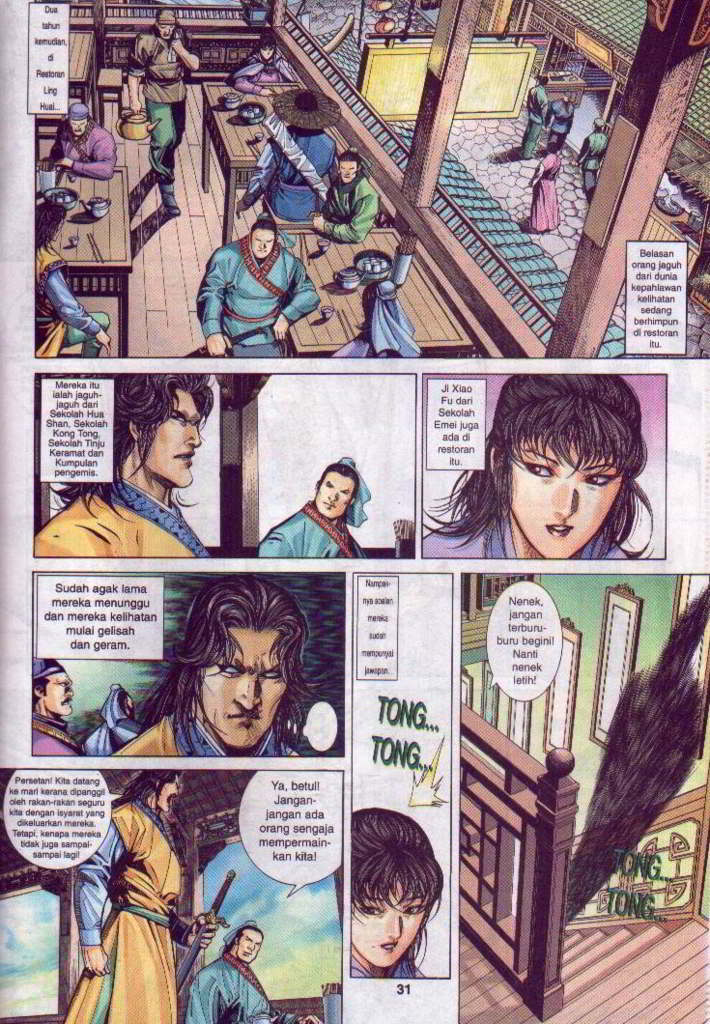 Dua
tahun
kemudian,
di
Restoran
Ling
Huai...
Belasan
orang jaguh
dari dunia
kepahlawan
kelihatan
sedang
berhimpun
di restoran
itu.
Mereka itu
ialah jaguh-
jaguh dari
Sekolah Hua
Shan, Sekolah
Kong Tong,
Sekolah Tinju
Keramat dan
Kumpulan
pengemis.
Ji Xiao
Fu dari
Sekolah
Emei juga
ada di
restoran
itu.
Sudah agak lama
mereka menunggu
dan mereka kelihatan
mulai gelisah
dan geram.
Persetan! Kita datang
ke mari kerana dipanggil
oleh rakan-rakan seguru
kita dengan isyarat yang
dikeluarkan mereka.
Tetapi, kenapa mereka
tidak juga sampai-
sampai lagi!
Ya, betul!
Jangan-
jangan ada
orang sengaja
mempermain-
kan kita!
Nampak-
nya soalan
mereka
sudah
mempunyai
jawapan.
TONG...
TONG...
Nenek,
jangan
terburu-
buru begini!
Nanti
nenek
letih!
TONG...
TONG...
31